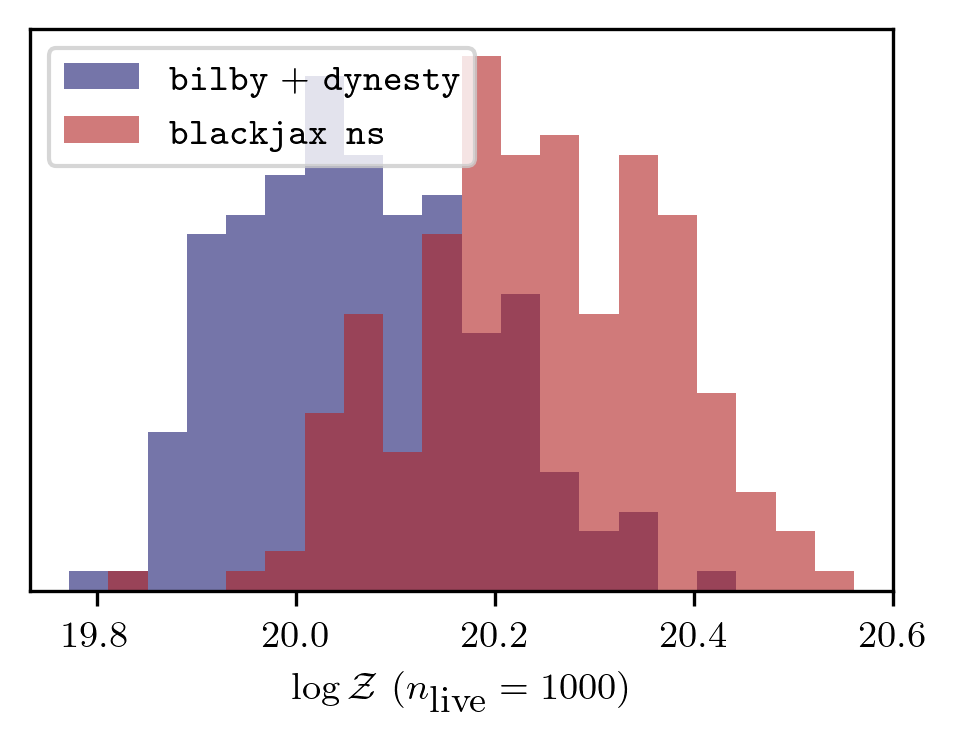 bilby + dynesty
blackjax ns
19.8 20.0 20.2 20.4 20.6
log 𝒵 (n_live = 1000)